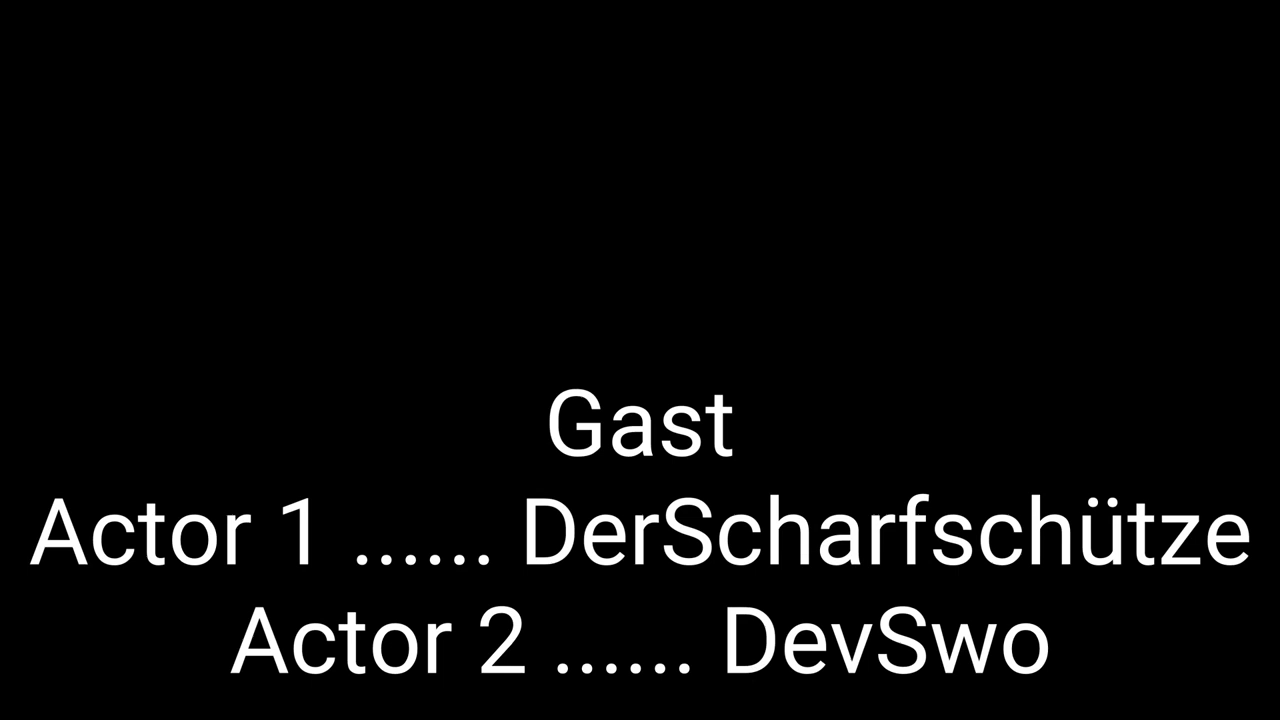 Gast
Actor 1 ...... DerScharfschütze
Actor 2 ...... DevSwo